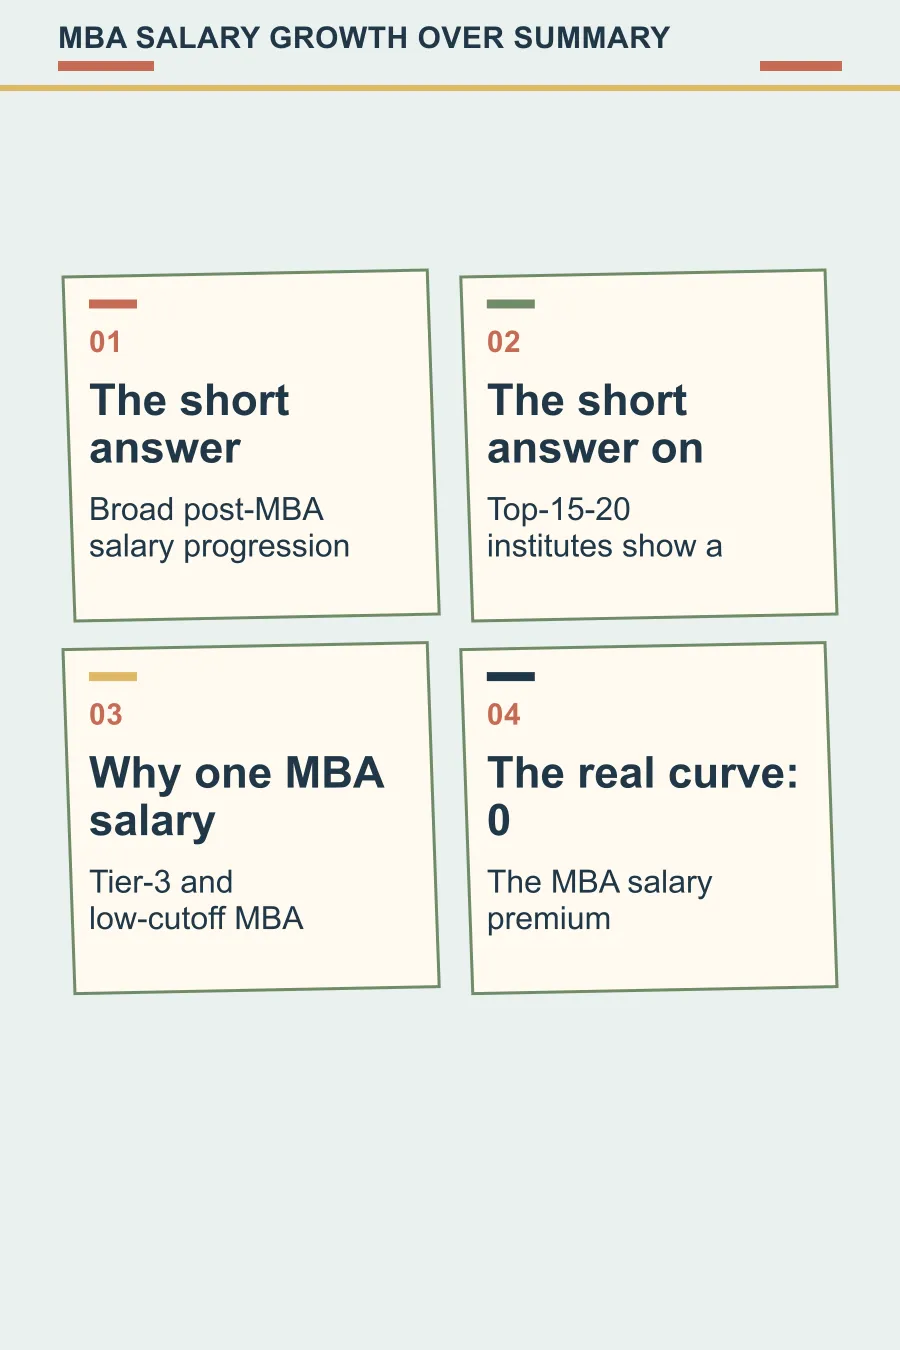 MBA SALARY GROWTH OVER SUMMARY
01
The short
answer
Broad post-MBA
salary progression
02
The short
answer on
Top-15-20
institutes show a
03
Why one MBA
salary
Tier-3 and
low-cutoff MBA
04
The real curve:
0
The MBA salary
premium